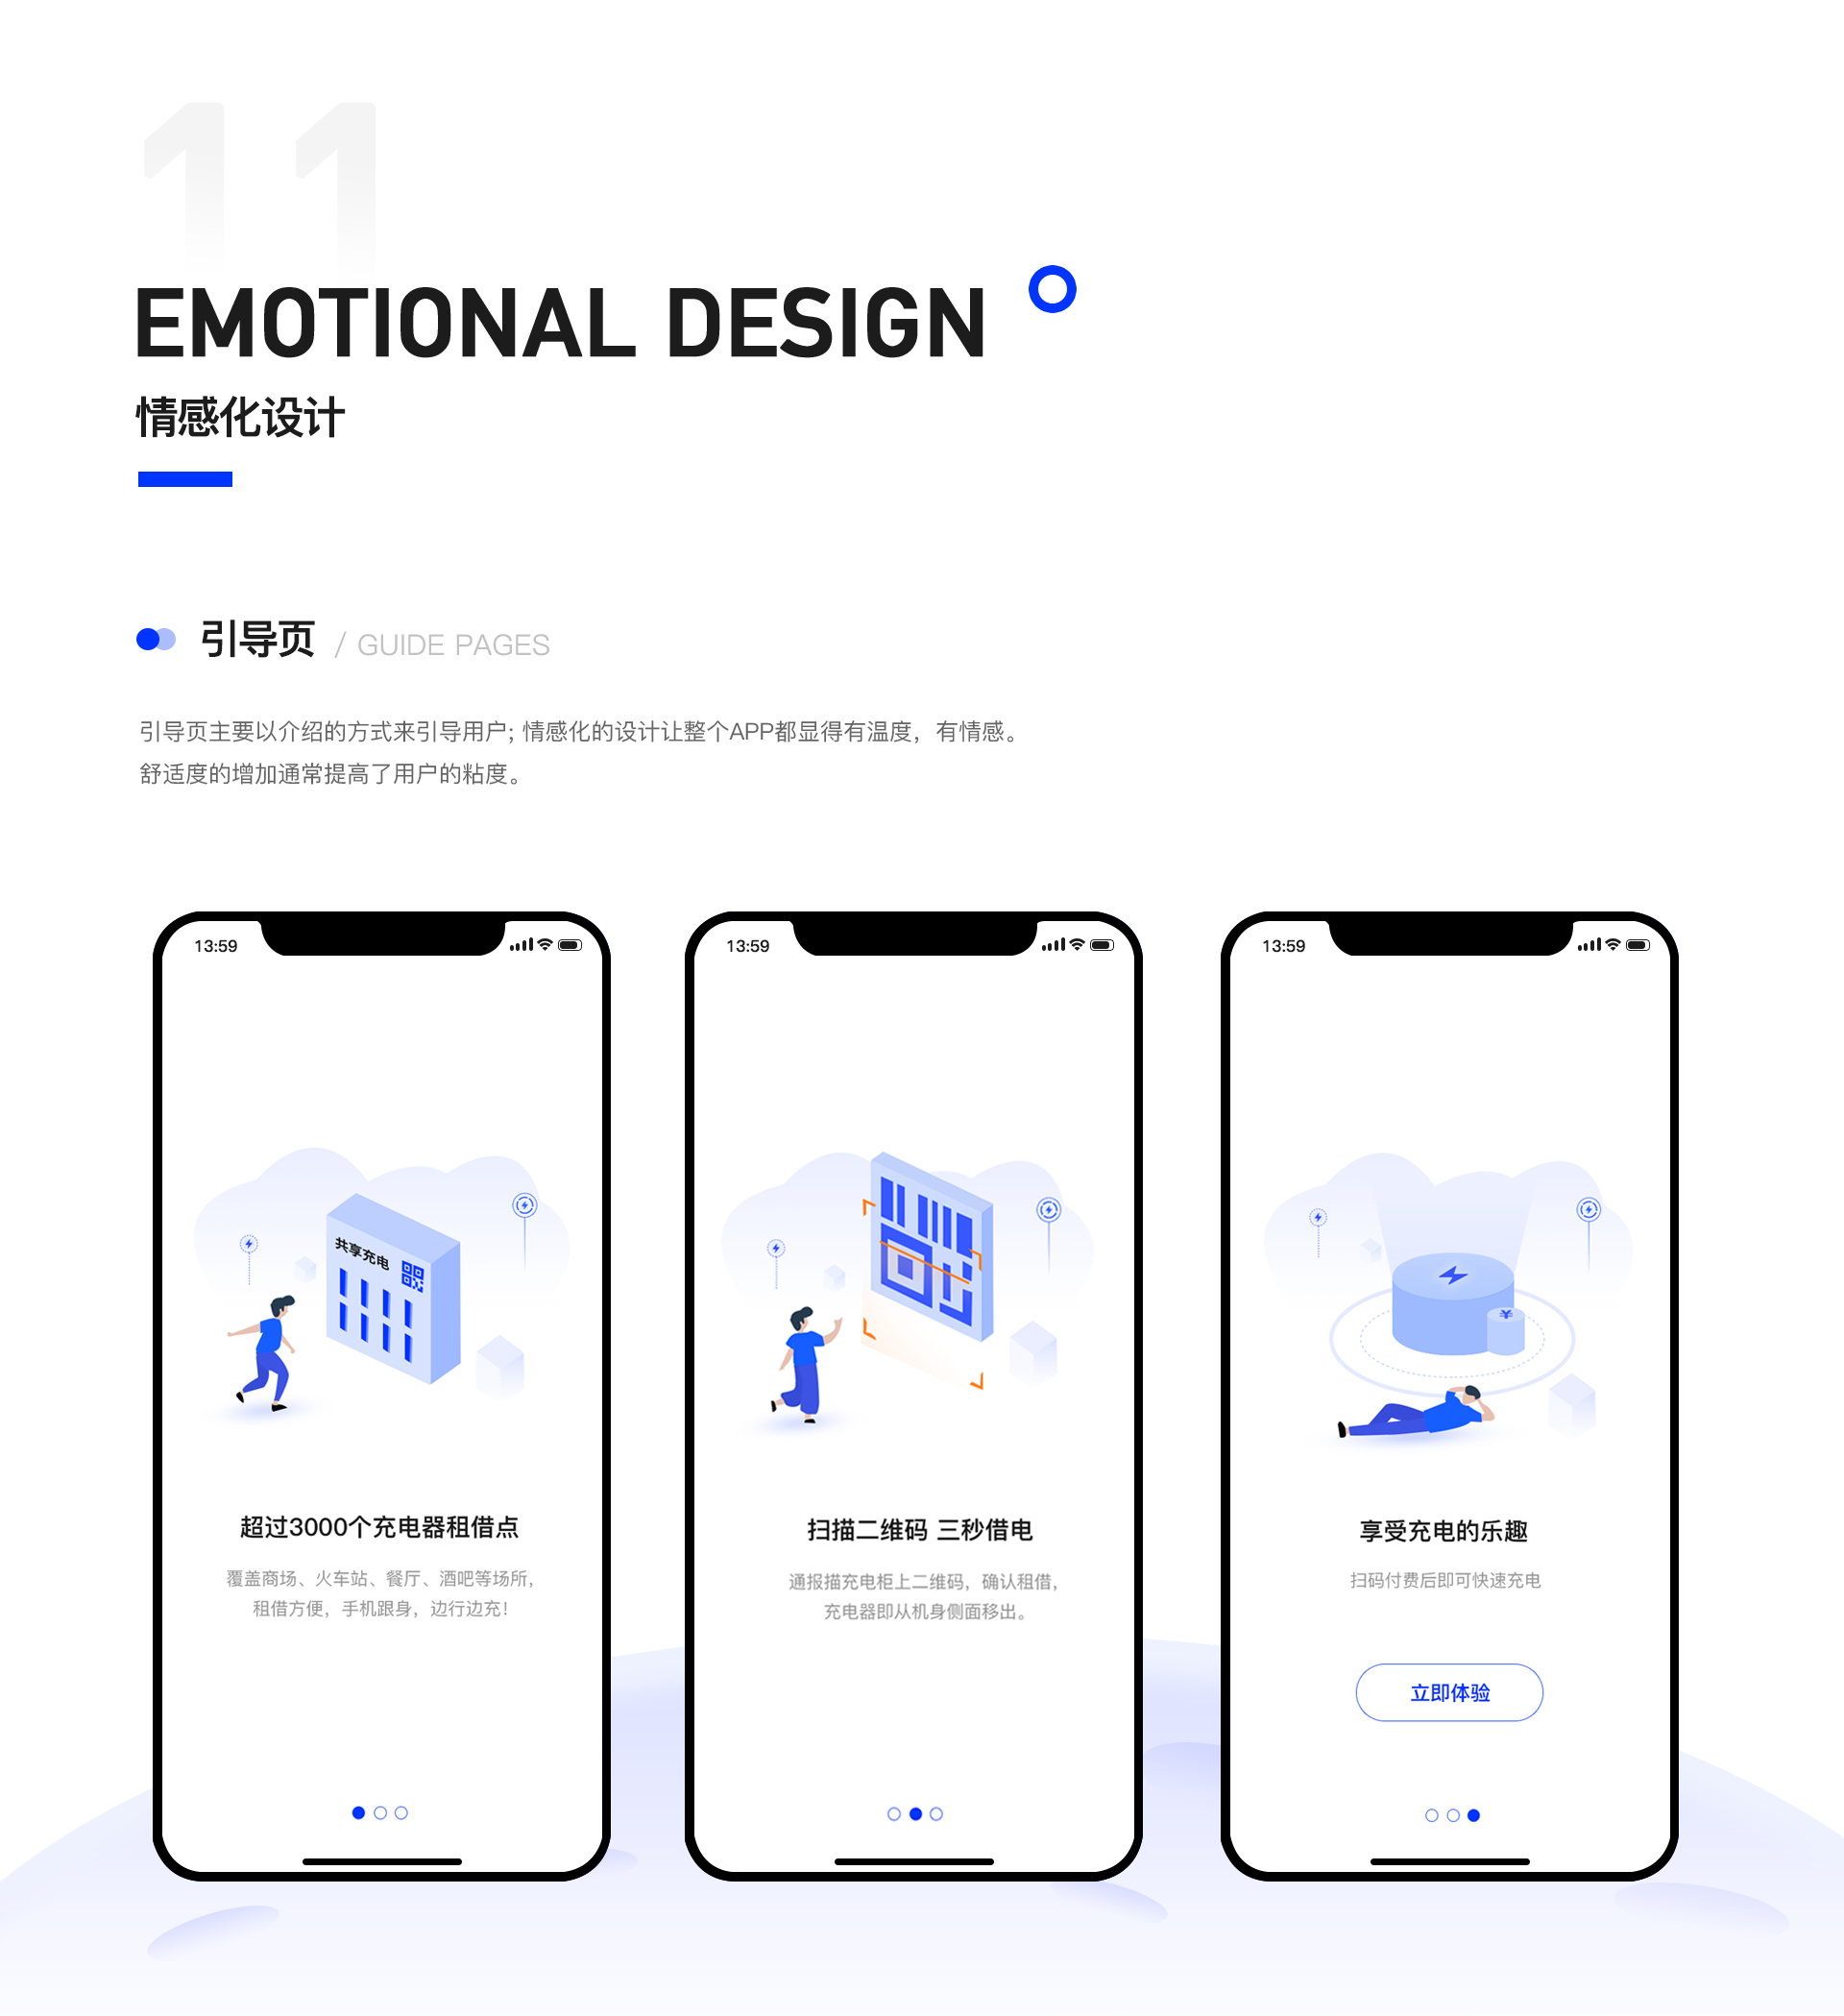 11
EMOTIONAL DESIGN
情感化设计
引导页 / GUIDE PAGES
引导页主要以介绍的方式来引导用户; 情感化的设计让整个APP都显得有温度，有情感。
舒适度的增加通常提高了用户的粘度。
13:59
共享充电
超过3000个充电器租借点
覆盖商场、火车站、餐厅、酒吧等场所，
租借方便，手机跟身，边行边充！
13:59
扫描二维码 三秒借电
通报描充电柜上二维码，确认租借，
充电器即从机身侧面移出。
13:59
¥
享受充电的乐趣
扫码付费后即可快速充电
立即体验